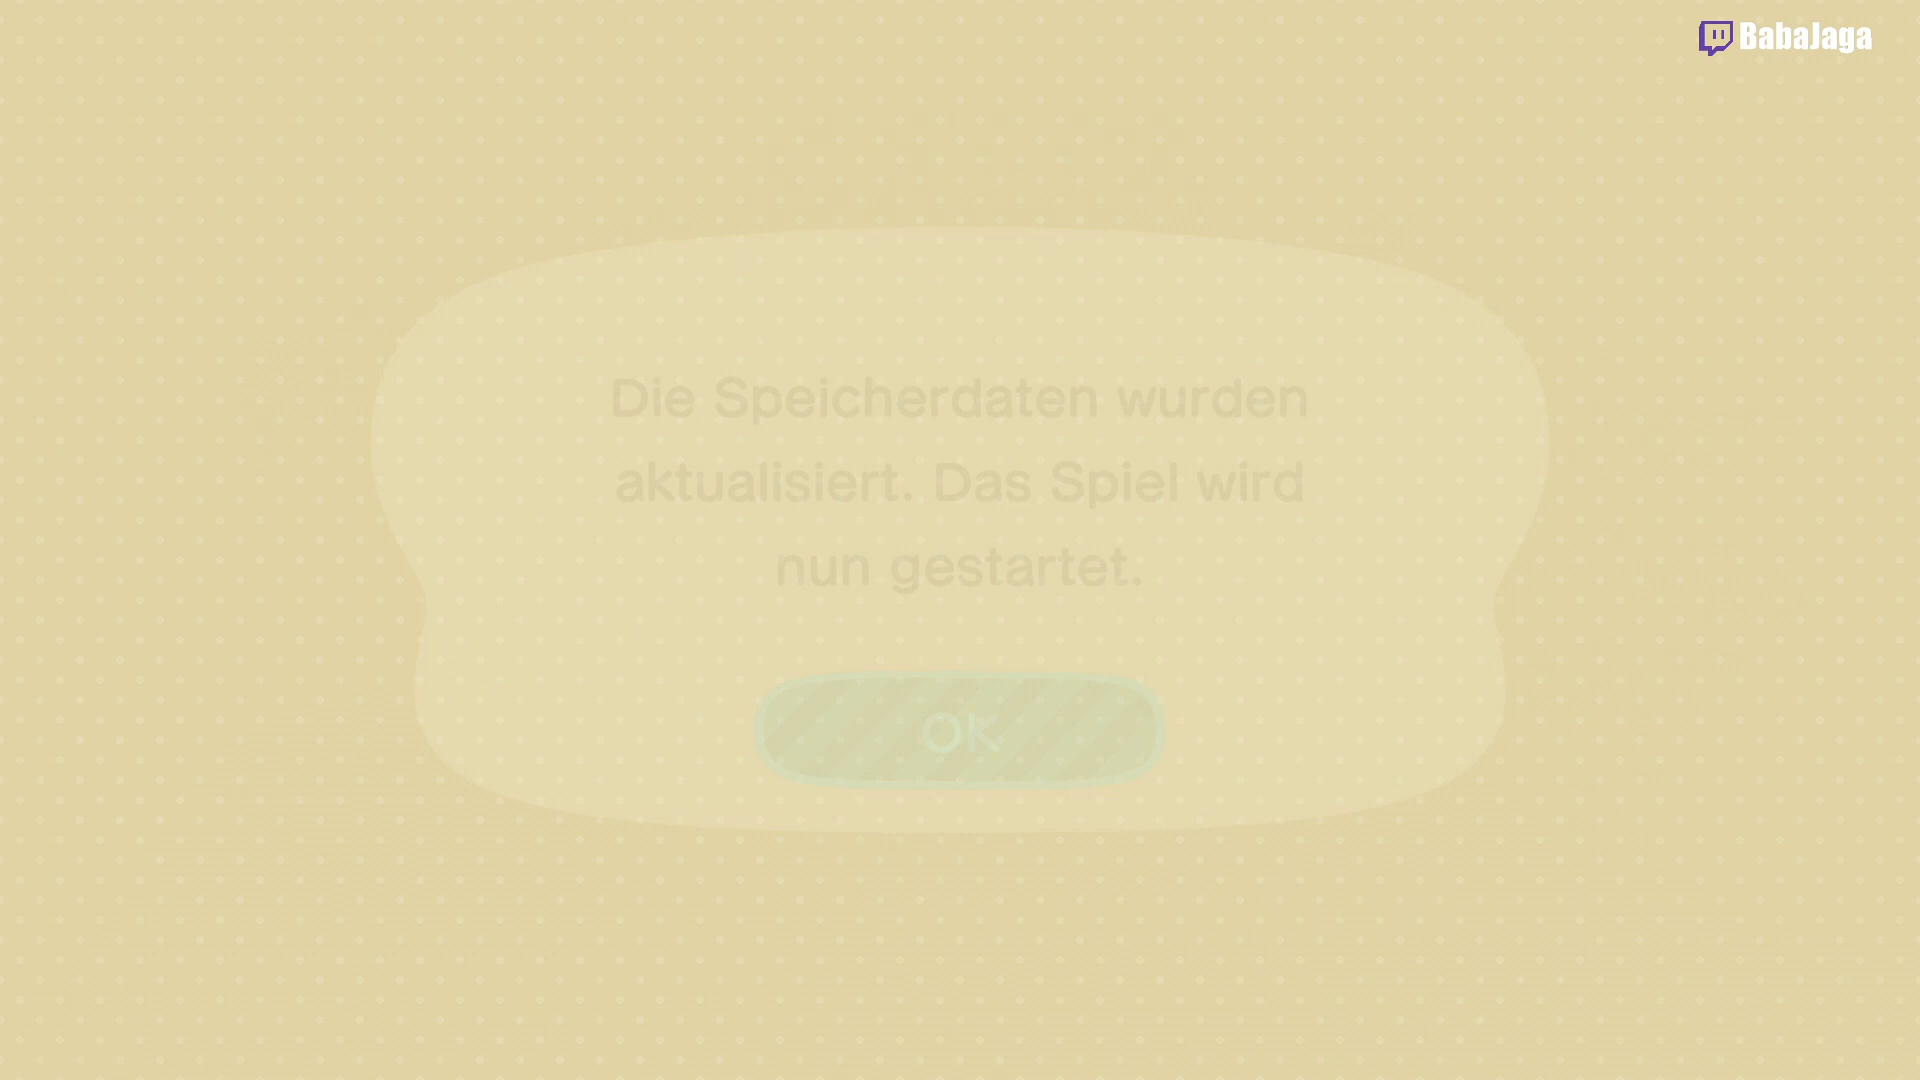 BabaJaga
Die Speicherdaten wurden
aktualisiert. Das Spiel wird
nun gestartet.
OK